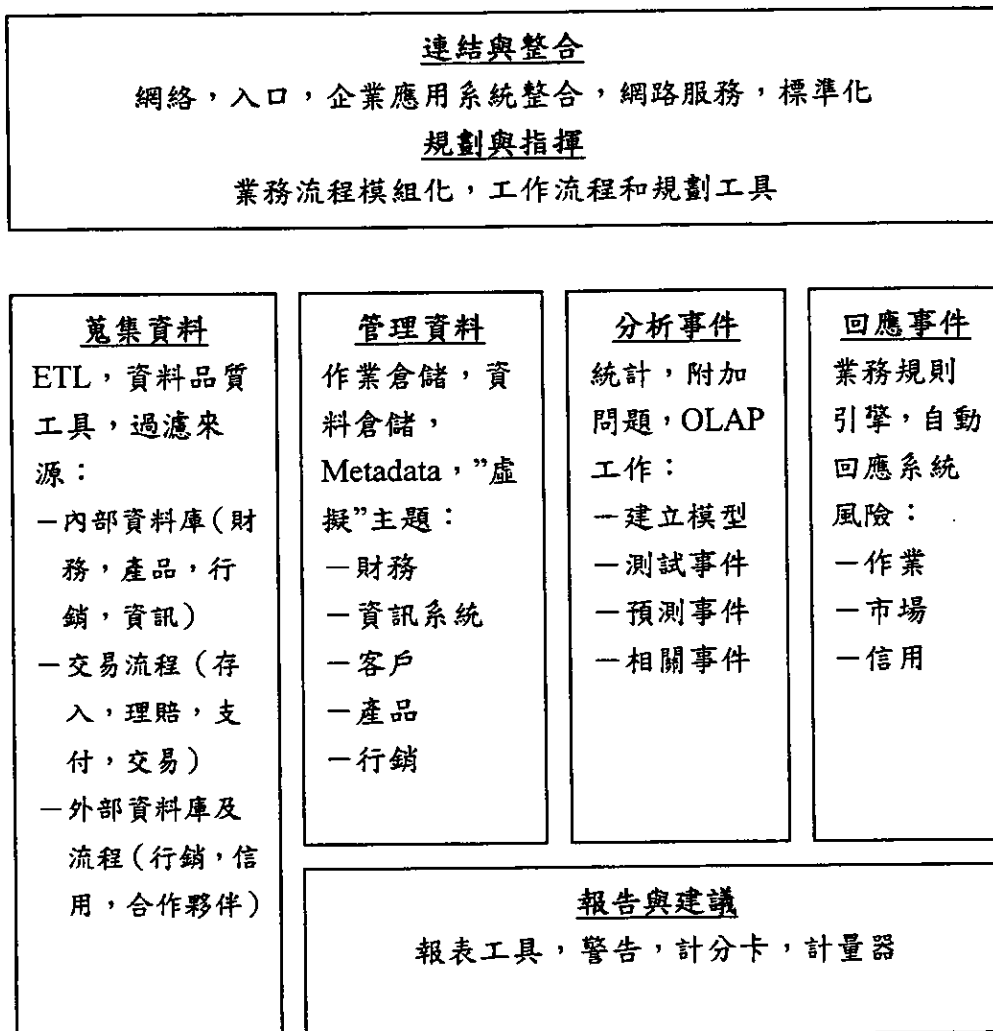 連結與整合
網絡，入口，企業應用系統整合，網路服務，標準化
規劃與指揮
業務流程模組化，工作流程和規劃工具
蒐集資料
ETL，資料品質
工具，過濾來
源：
－內部資料庫（財
務，產品，行
銷，資訊）
－交易流程（存
入，理賠，支
付，交易）
－外部資料庫及
流程（行銷，信
用，合作夥伴）
管理資料
作業倉儲，資
料倉儲，
Metadata，”虛
擬”主題：
－財務
－資訊系統
－客戶
－產品
－行銷
分析事件
統計，附加
問題，OLAP
工作：
－建立模型
－測試事件
－預測事件
－相關事件
回應事件
業務規則
引擎，自動
回應系統
風險：
－作業
－市場
－信用
報告與建議
報表工具，警告，計分卡，計量器